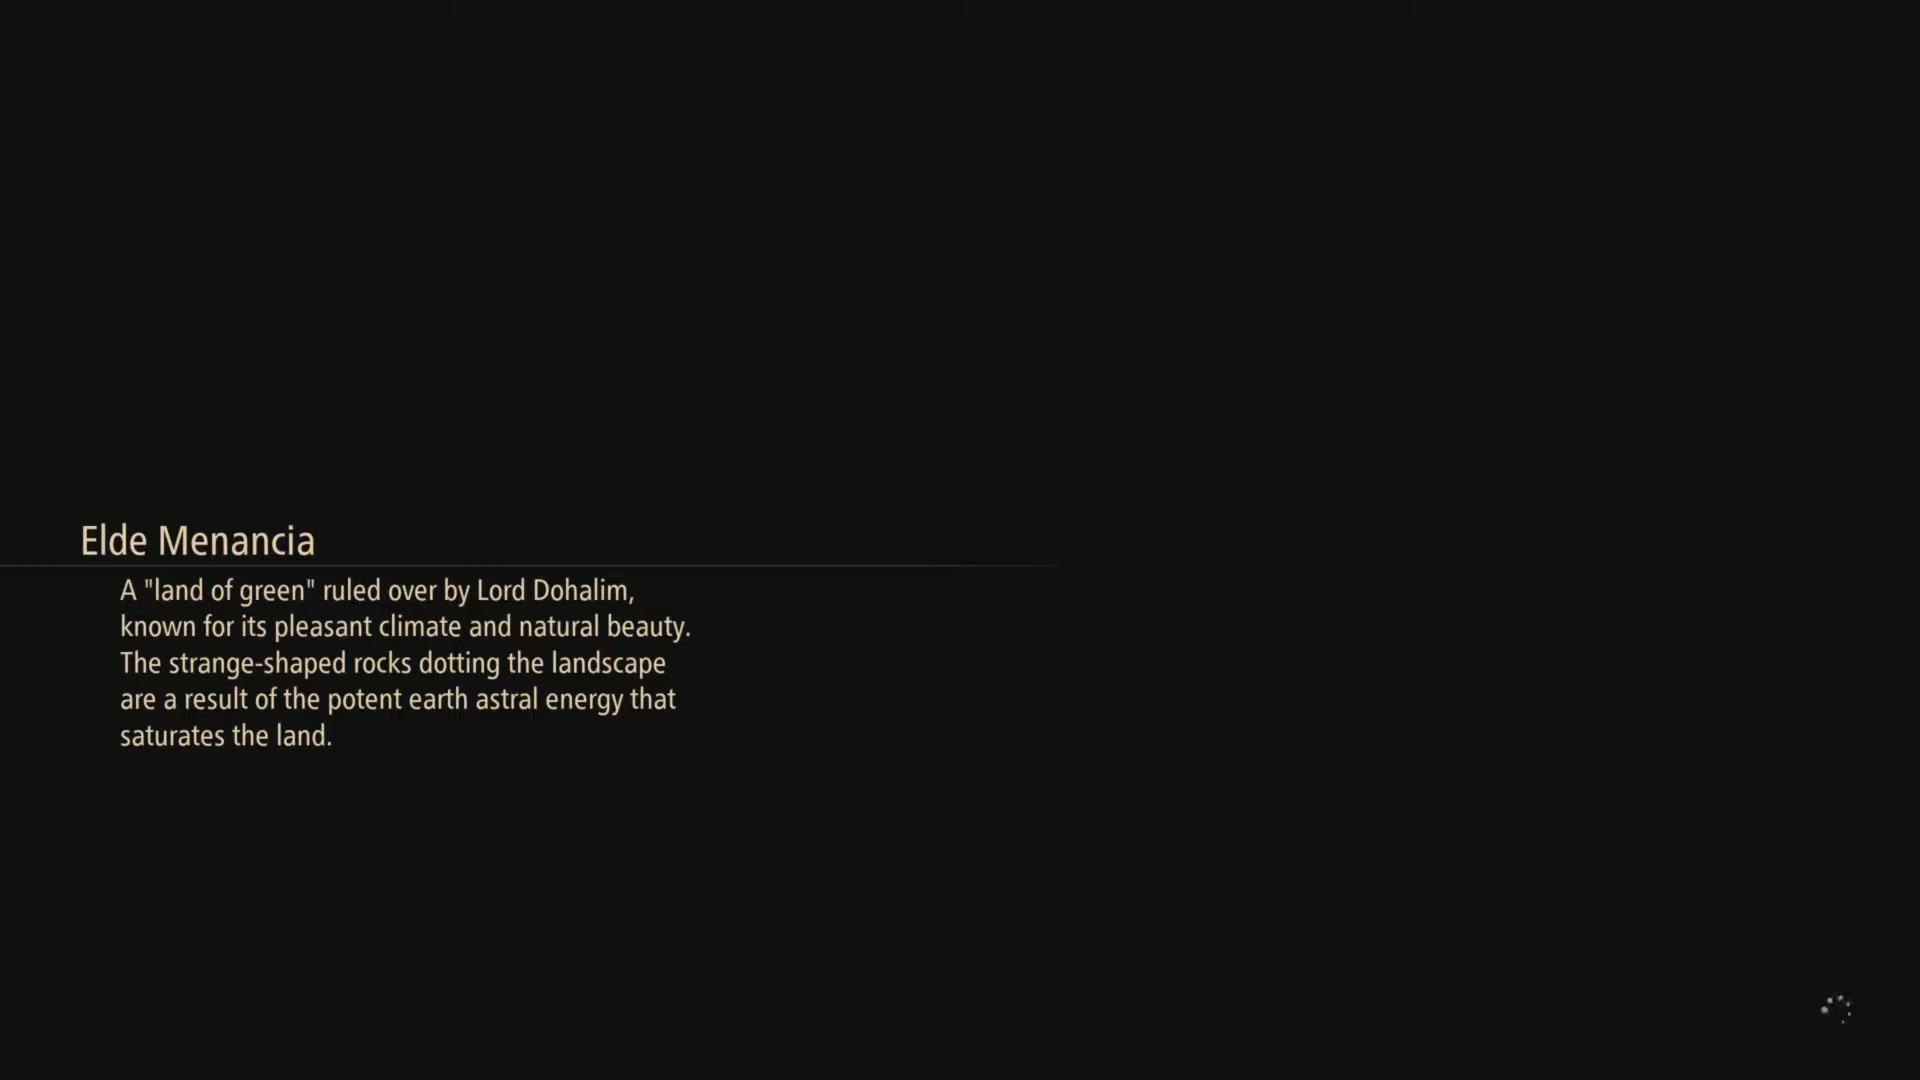 Elde Menancia
A "land of green" ruled over by Lord Dohalim,
known for its pleasant climate and natural beauty.
The strange-shaped rocks dotting the landscape
are a result of the potent earth astral energy that
saturates the land.